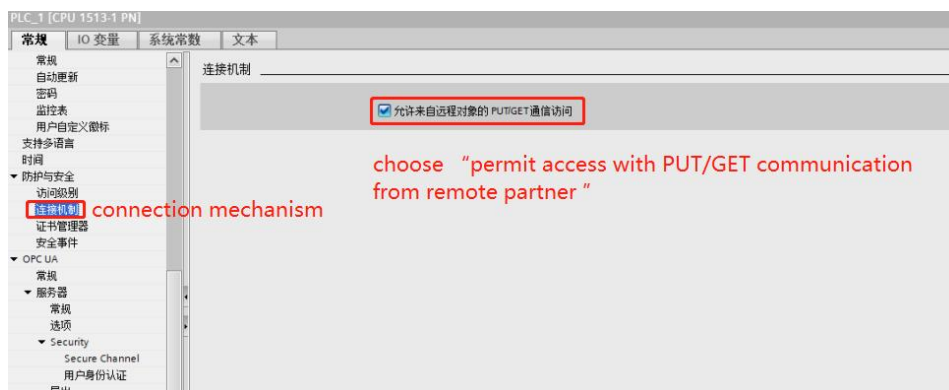 PLC_1 [CPU 1513-1 PN]
常规 IO 变量 系统常数 文本
常规
自动更新
密码
监控表
用户自定义徽标
支持多语言
时间
防护与安全
访问级别
连接机制 connection mechanism
证书管理器
安全事件
OPC UA
常规
服务器
常规
选项
Security
Secure Channel
用户身份认证
导出
连接机制
允许来自远程对象的 PUT/GET 通信访问
choose “permit access with PUT/GET communication
from remote partner ”